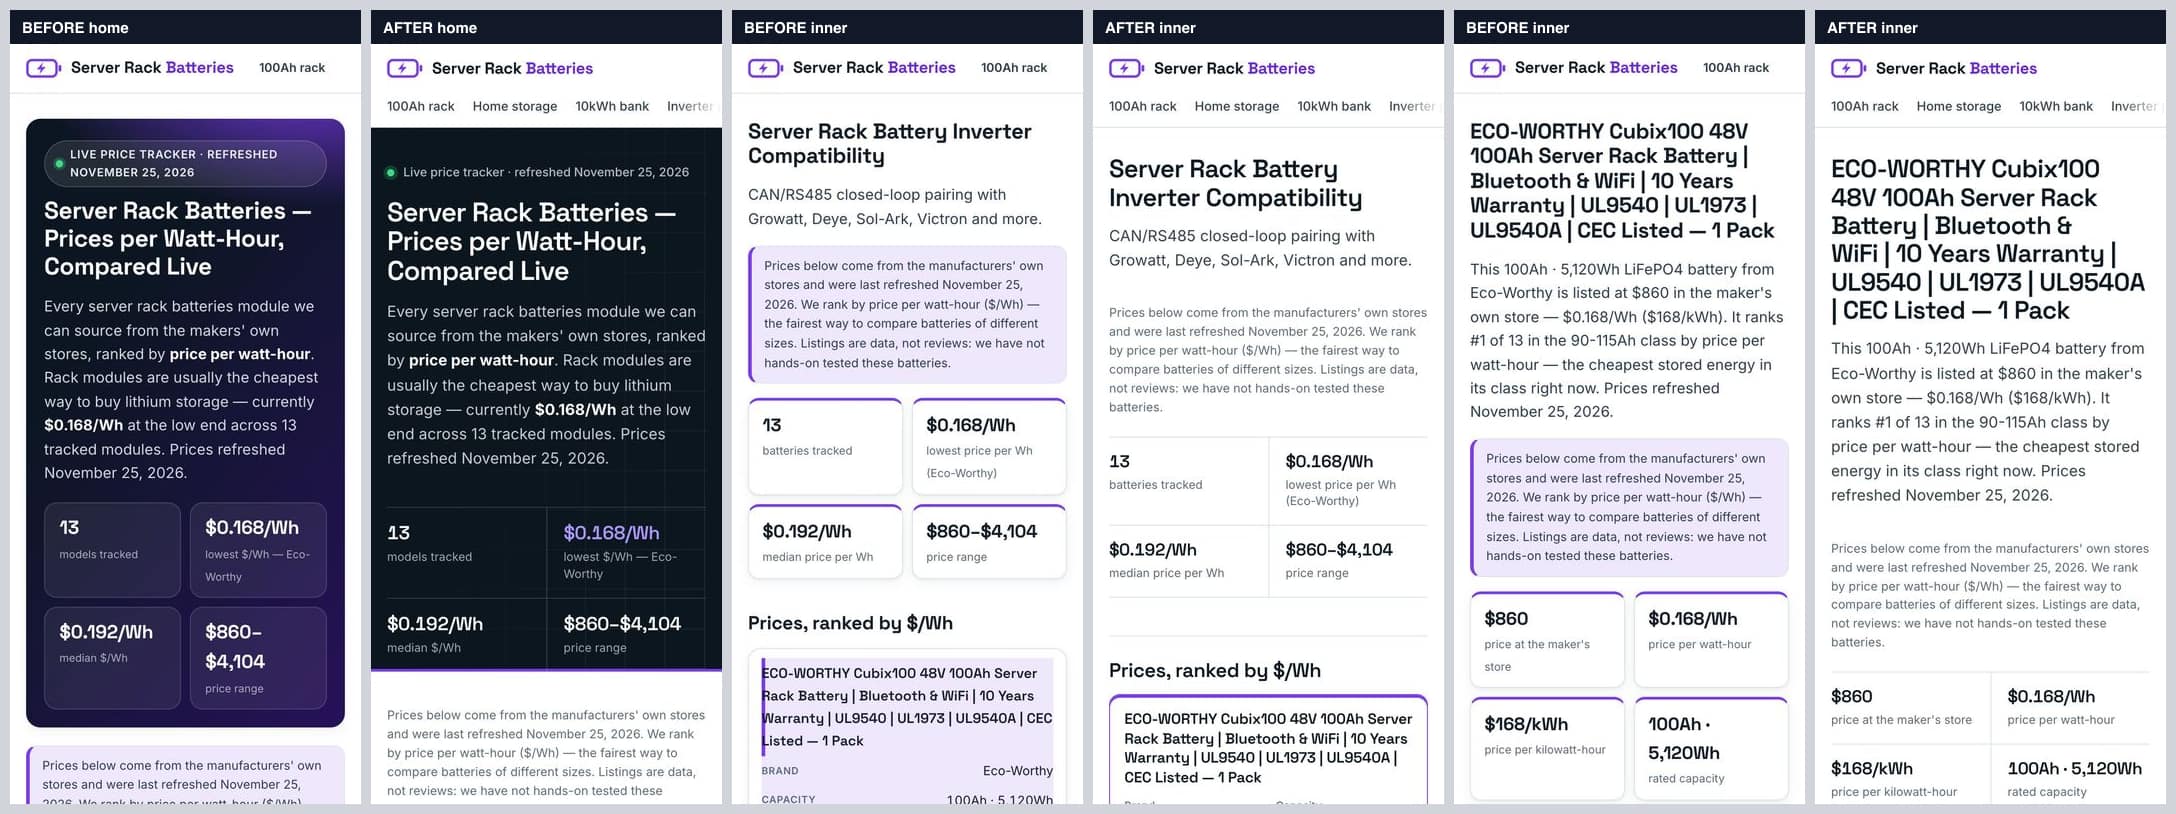 BEFORE home
Server Rack Batteries
100Ah rack
LIVE PRICE TRACKER · REFRESHED
NOVEMBER 25, 2026
Server Rack Batteries —
Prices per Watt-Hour,
Compared Live
Every server rack batteries module we
can source from the makers' own
stores, ranked by price per watt-hour.
Rack modules are usually the cheapest
way to buy lithium storage — currently
$0.168/Wh at the low end across 13
tracked modules. Prices refreshed
November 25, 2026.
13
models tracked
$0.168/Wh
lowest $/Wh — Eco-
Worthy
$0.192/Wh
median $/Wh
$860–
$4,104
price range
Prices below come from the manufacturers' own
stores and were last refreshed November 25,
2026. We rank by price per watt-hour ($/Wh)
AFTER home
Server Rack Batteries
100Ah rack
Home storage
10kWh bank
Inverter
Live price tracker · refreshed November 25, 2026
Server Rack Batteries —
Prices per Watt-Hour,
Compared Live
Every server rack batteries module we can
source from the makers' own stores, ranked
by price per watt-hour. Rack modules are
usually the cheapest way to buy lithium
storage — currently $0.168/Wh at the low
end across 13 tracked modules. Prices
refreshed November 25, 2026.
13
models tracked
$0.168/Wh
lowest $/Wh — Eco-
Worthy
$0.192/Wh
median $/Wh
$860–$4,104
price range
Prices below come from the manufacturers' own stores
and were last refreshed November 25, 2026. We rank
by price per watt-hour ($/Wh) — the fairest way to
compare batteries of different sizes. Listings are data,
not reviews: we have not hands-on tested these
BEFORE inner
Server Rack Batteries
100Ah rack
Server Rack Battery Inverter
Compatibility
CAN/RS485 closed-loop pairing with
Growatt, Deye, Sol-Ark, Victron and more.
Prices below come from the manufacturers' own
stores and were last refreshed November 25,
2026. We rank by price per watt-hour ($/Wh) —
the fairest way to compare batteries of different
sizes. Listings are data, not reviews: we have not
hands-on tested these batteries.
13
batteries tracked
$0.168/Wh
lowest price per Wh
(Eco-Worthy)
$0.192/Wh
median price per Wh
$860–$4,104
price range
Prices, ranked by $/Wh
ECO-WORTHY Cubix100 48V 100Ah Server
Rack Battery | Bluetooth & WiFi | 10 Years
Warranty | UL9540 | UL1973 | UL9540A | CEC
Listed — 1 Pack
BRAND
Eco-Worthy
CAPACITY
100Ah · 5,120Wh
AFTER inner
Server Rack Batteries
100Ah rack
Home storage
10kWh bank
Inverter
Server Rack Battery
Inverter Compatibility
CAN/RS485 closed-loop pairing with
Growatt, Deye, Sol-Ark, Victron and more.
Prices below come from the manufacturers' own stores
and were last refreshed November 25, 2026. We rank
by price per watt-hour ($/Wh) — the fairest way to
compare batteries of different sizes. Listings are data,
not reviews: we have not hands-on tested these
batteries.
13
batteries tracked
$0.168/Wh
lowest price per Wh
(Eco-Worthy)
$0.192/Wh
median price per Wh
$860–$4,104
price range
Prices, ranked by $/Wh
ECO-WORTHY Cubix100 48V 100Ah Server
Rack Battery | Bluetooth & WiFi | 10 Years
Warranty | UL9540 | UL1973 | UL9540A |
CEC Listed — 1 Pack
BEFORE inner
Server Rack Batteries
100Ah rack
ECO-WORTHY Cubix100 48V
100Ah Server Rack Battery |
Bluetooth & WiFi | 10 Years
Warranty | UL9540 | UL1973 |
UL9540A | CEC Listed — 1 Pack
This 100Ah · 5,120Wh LiFePO4 battery from
Eco-Worthy is listed at $860 in the maker's
own store — $0.168/Wh ($168/kWh). It ranks
#1 of 13 in the 90-115Ah class by price per
watt-hour — the cheapest stored energy in
its class right now. Prices refreshed
November 25, 2026.
Prices below come from the manufacturers' own
stores and were last refreshed November 25,
2026. We rank by price per watt-hour ($/Wh) —
the fairest way to compare batteries of different
sizes. Listings are data, not reviews: we have not
hands-on tested these batteries.
$860
price at the maker's
store
$0.168/Wh
price per watt-hour
$168/kWh
price per kilowatt-hour
100Ah ·
5,120Wh
rated capacity
AFTER inner
Server Rack Batteries
100Ah rack
Home storage
10kWh bank
Inverter
ECO-WORTHY Cubix100
48V 100Ah Server Rack
Battery | Bluetooth &
WiFi | 10 Years Warranty |
UL9540 | UL1973 | UL9540A
| CEC Listed — 1 Pack
This 100Ah · 5,120Wh LiFePO4 battery from
Eco-Worthy is listed at $860 in the maker's
own store — $0.168/Wh ($168/kWh). It
ranks #1 of 13 in the 90-115Ah class by
price per watt-hour — the cheapest stored
energy in its class right now. Prices
refreshed November 25, 2026.
Prices below come from the manufacturers' own stores
and were last refreshed November 25, 2026. We rank
by price per watt-hour ($/Wh) — the fairest way to
compare batteries of different sizes. Listings are data,
not reviews: we have not hands-on tested these
batteries.
$860
price at the maker's store
$0.168/Wh
price per watt-hour
$168/kWh
price per kilowatt-hour
100Ah · 5,120Wh
rated capacity